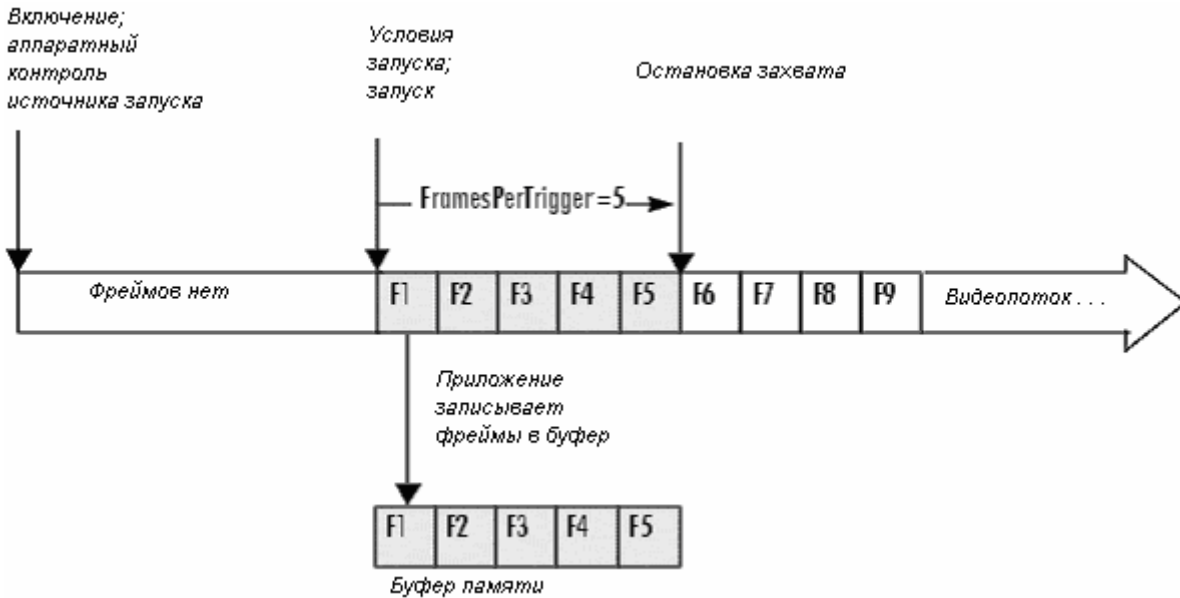 Включение;
аппаратный
контроль
источника запуска
Условия
запуска;
запуск
Остановка захвата
FramesPerTrigger=5
Фреймов нет
F1 F2 F3 F4 F5 F6 F7 F8 F9
Видеопоток . . .
Приложение
записывает
фреймы в буфер
F1 F2 F3 F4 F5
Буфер памяти